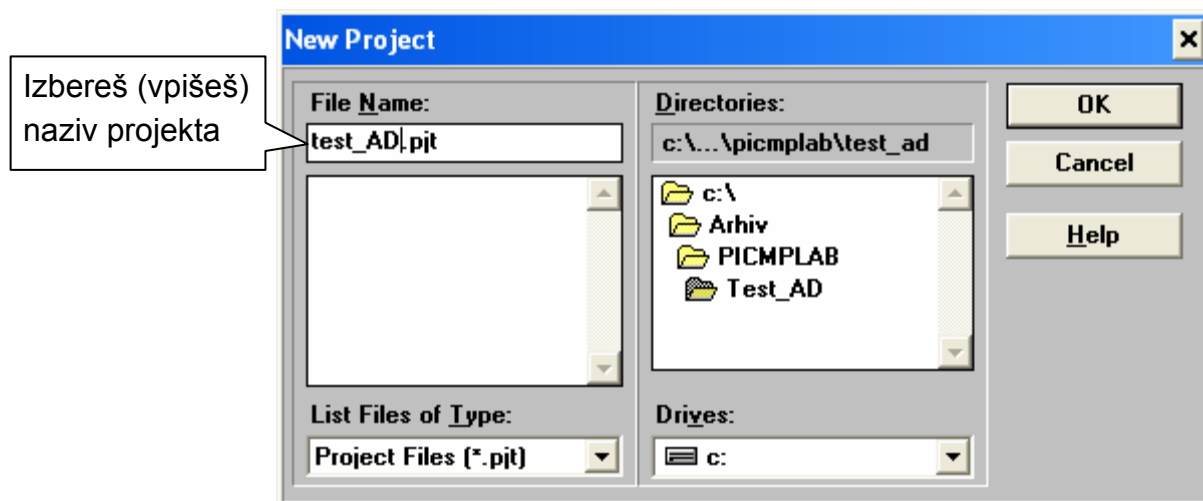 New Project
Izbereš (vpišeš)
naziv projekta
File Name:
test_AD.pjt
List Files of Type:
Project Files (*.pjt)
Directories:
c:\...\picmplab\test_ad
c:\
Arhiv
PICMPLAB
Test_AD
Drives:
c:
OK
Cancel
Help